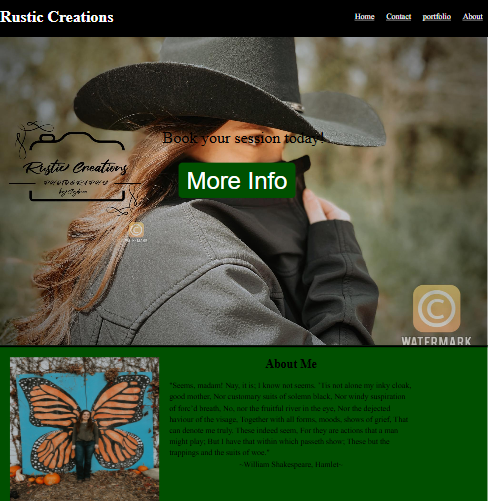 Rustic Creations
Home Contact portfolio About
Book your session today!
Rustic Creations
PHOTOGRAPHY
More Info
WATERMARK
About Me
"Seems, madam! Nay, it is; I know not seems. 'Tis not alone my inky cloak,
good mother, Nor customary suits of solemn black, Nor windy suspiration
of forc'd breath, No, nor the fruitful river in the eye, Nor the dejected
haviour of the visage, Together with all forms, moods, shows of grief, That
can denote me truly. These indeed seem, For they are actions that a man
might play; But I have that within which passeth show; These but the
trappings and the suits of woe."
-William Shakespeare, Hamlet-